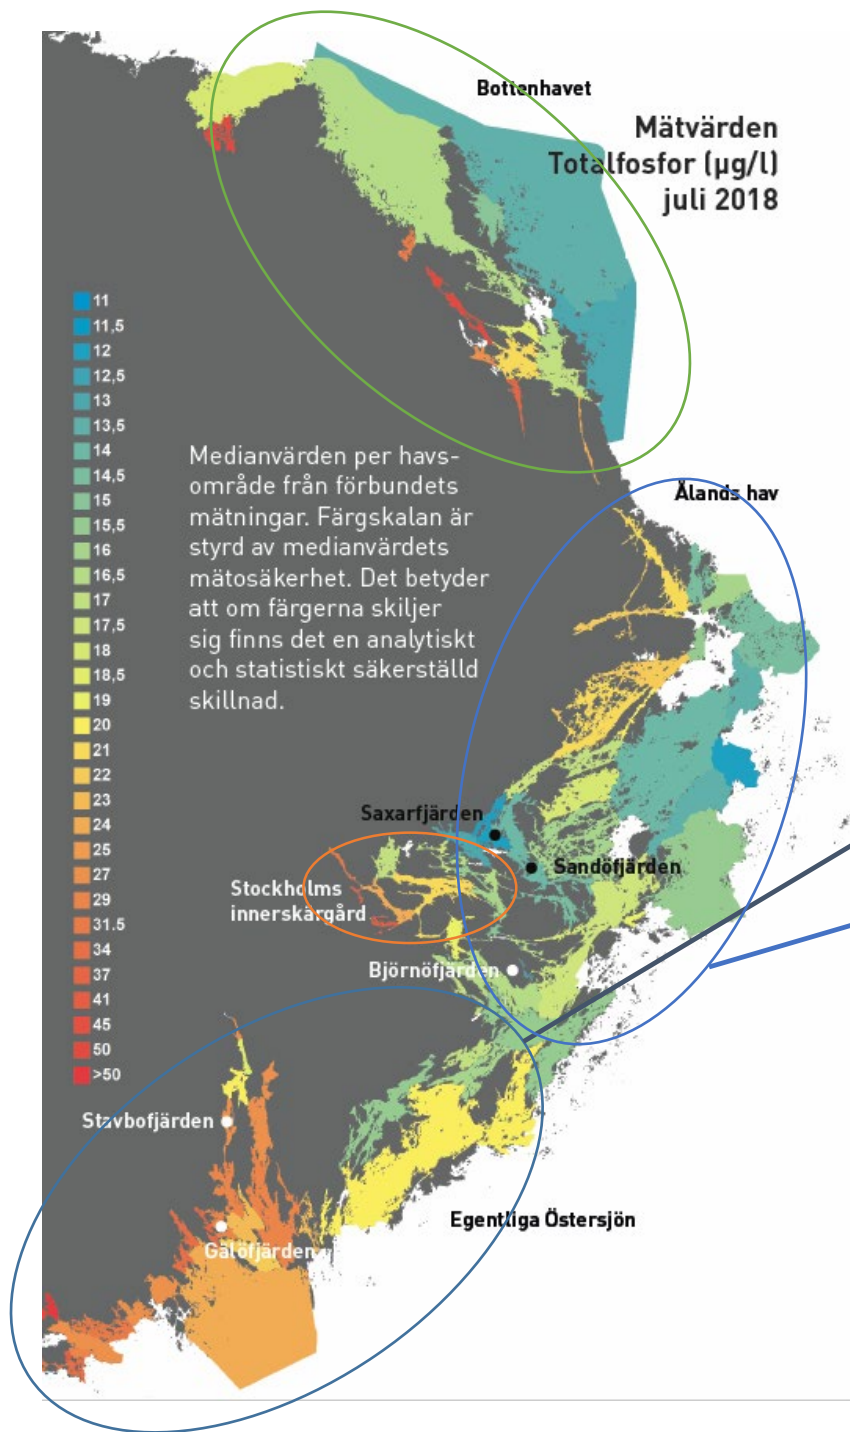 Bottenhavet
Mätvärden
Totalfosfor (µg/l)
juli 2018
11
11,5
12
12,5
13
13,5
14
14,5
15
15,5
16
16,5
17
17,5
18
18,5
19
20
21
22
23
24
25
27
29
31.5
34
37
41
45
50
>50
Medianvärden per havs-
område från förbundets
mätningar. Färgskalan är
styrd av medianvärdets
mätosäkerhet. Det betyder
att om färgerna skiljer
sig finns det en analytiskt
och statistiskt säkerställd
skillnad.
Ålands hav
Saxarfjärden
Sandöfjärden
Stockholms
innerskärgård
Björnöfjärden
Stavbofjärden
Gälöfjärden
Egentliga Östersjön